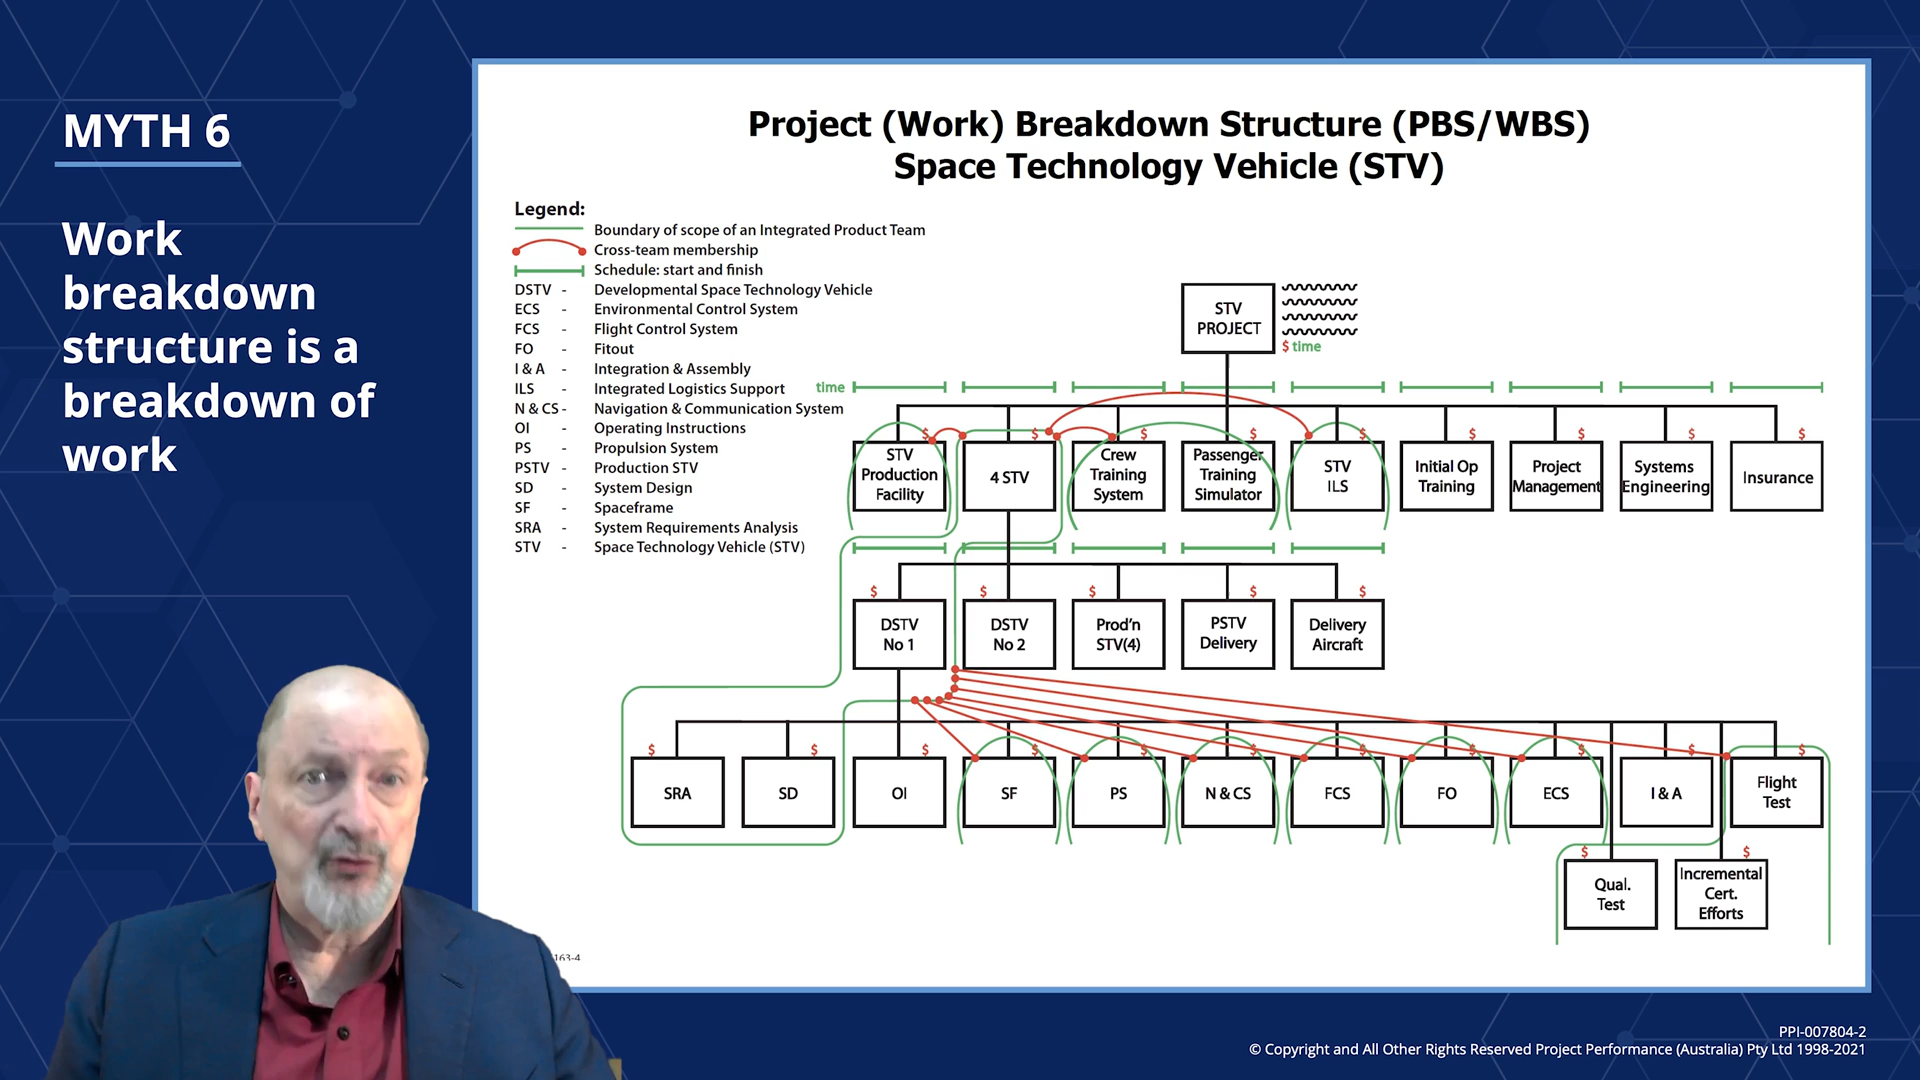 MYTH 6
Work
breakdown
structure is a
breakdown of
work
Project (Work) Breakdown Structure (PBS/WBS)
Space Technology Vehicle (STV)
Legend:
Boundary of scope of an Integrated Product Team
Cross-team membership
Schedule: start and finish
DSTV - Developmental Space Technology Vehicle
ECS - Environmental Control System
FCS - Flight Control System
FO - Fitout
I & A - Integration & Assembly
ILS - Integrated Logistics Support
N & CS - Navigation & Communication System
OI - Operating Instructions
PS - Propulsion System
PSTV - Production STV
SD - System Design
SF - Spaceframe
SRA - System Requirements Analysis
STV - Space Technology Vehicle (STV)
STV
PROJECT
$ time
time
$ $ $ $ $ $ $ $ $
STV
Production
Facility
4 STV
Crew
Training
System
Passenger
Training
Simulator
STV
ILS
Initial Op
Training
Project
Management
Systems
Engineering
Insurance
$ $ $ $ $
DSTV
No 1
DSTV
No 2
Prod'n
STV(4)
PSTV
Delivery
Delivery
Aircraft
$ $ $ $ $ $ $ $ $ $ $
SRA
SD
OI
SF
PS
N & CS
FCS
FO
ECS
I & A
Flight
Test
$ $
Qual.
Test
Incremental
Cert.
Efforts
163-4
PPI-007804-2
© Copyright and All Other Rights Reserved Project Performance (Australia) Pty Ltd 1998-2021